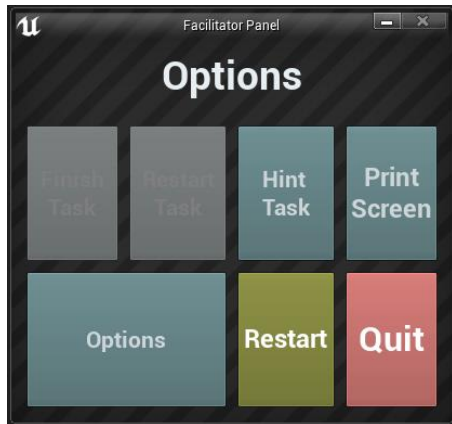 Facilitator Panel
Options
Finish
Task
Restart
Task
Hint
Task
Print
Screen
Options
Restart
Quit